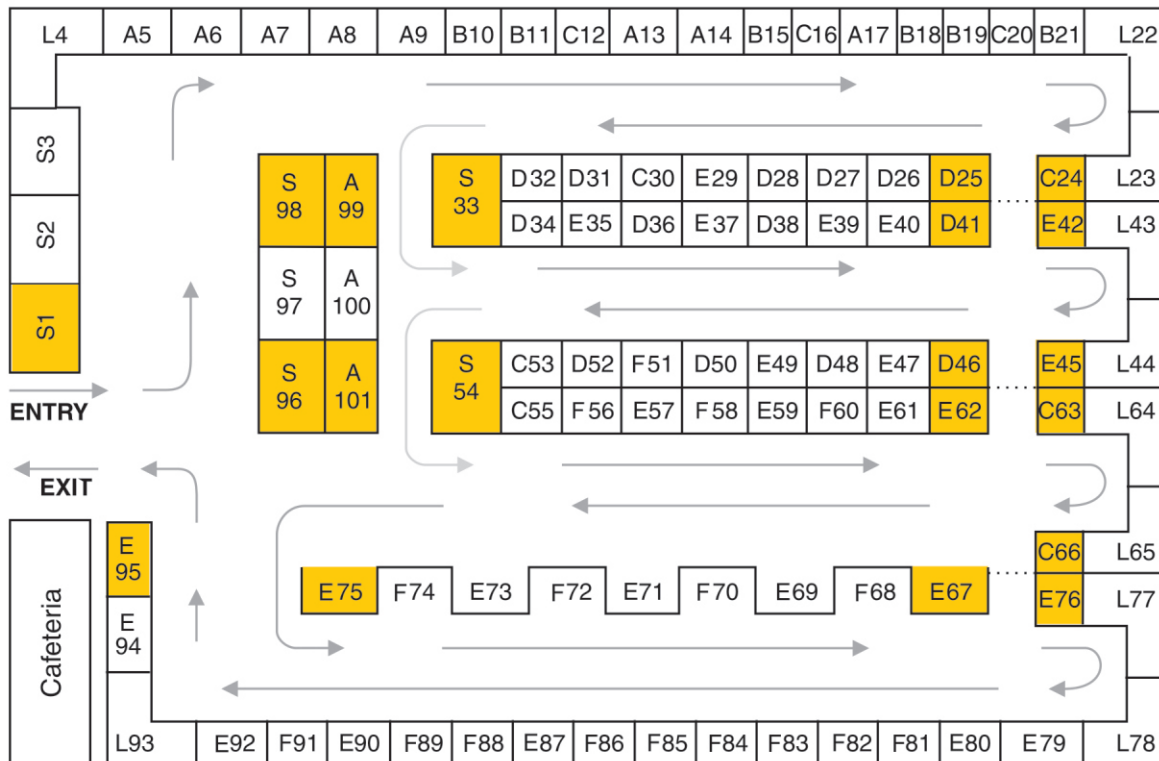 L4 A5 A6 A7 A8 A9 B10 B11 C12 A13 A14 B15 C16 A17 B18 B19 C20 B21 L22
S3
S2
S1
S 98
A 99
S 97
A 100
S 96
A 101
S 33
D32 D31 C30 E29 D28 D27 D26 D25 C24 L23
D34 E35 D36 E37 D38 E39 E40 D41 E42 L43
S 54
C53 D52 F51 D50 E49 D48 E47 D46 E45 L44
C55 F56 E57 F58 E59 F60 E61 E62 C63 L64
ENTRY
EXIT
Cafeteria
E 95
E 94
C66 L65
E75 F74 E73 F72 E71 F70 E69 F68 E67 E76 L77
L93 E92 F91 E90 F89 F88 E87 F86 F85 F84 F83 F82 F81 E80 E79 L78